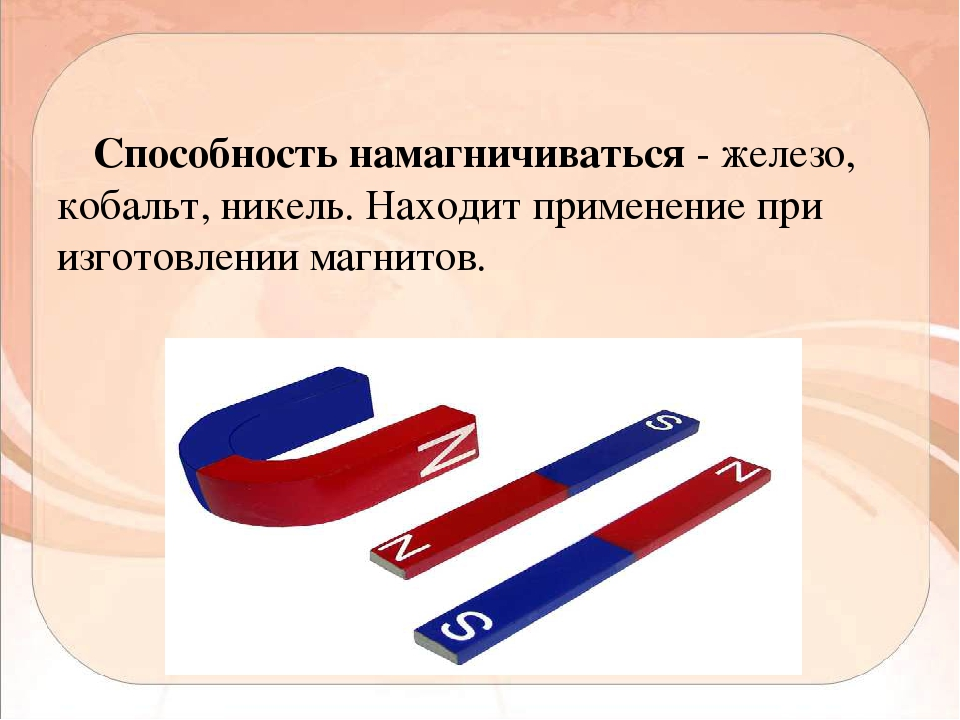 Способность намагничиваться - железо,
кобальт, никель. Находит применение при
изготовлении магнитов.
N
S
N
N
S